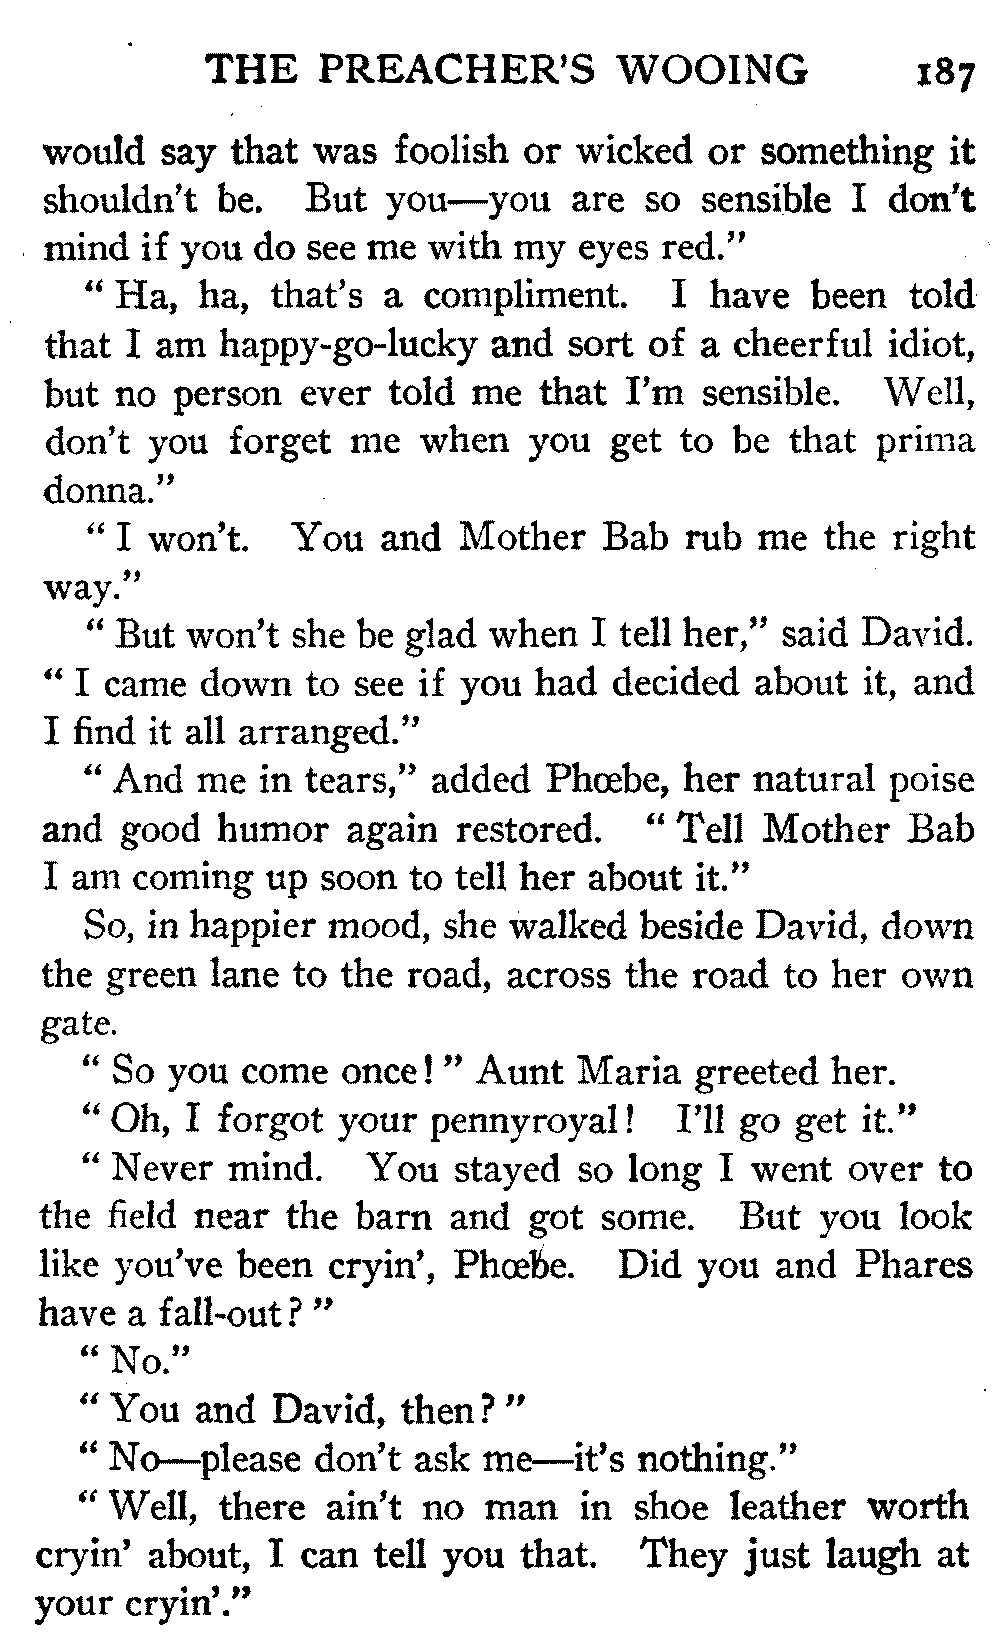 THE PREACHER'S WOOING 187
would say that was foolish or wicked or something it
shouldn't be. But you—you are so sensible I don't
mind if you do see me with my eyes red."
"Ha, ha, that's a compliment. I have been told
that I am happy-go-lucky and sort of a cheerful idiot,
but no person ever told me that I'm sensible. Well,
don't you forget me when you get to be that prima
donna."
"I won't. You and Mother Bab rub me the right
way."
"But won't she be glad when I tell her," said David.
"I came down to see if you had decided about it, and
I find it all arranged."
"And me in tears," added Phœbe, her natural poise
and good humor again restored. "Tell Mother Bab
I am coming up soon to tell her about it."
So, in happier mood, she walked beside David, down
the green lane to the road, across the road to her own
gate.
"So you come once!" Aunt Maria greeted her.
"Oh, I forgot your pennyroyal! I'll go get it."
"Never mind. You stayed so long I went over to
the field near the barn and got some. But you look
like you've been cryin', Phœbe. Did you and Phares
have a fall-out?"
"No."
"You and David, then?"
"No—please don't ask me—it's nothing."
"Well, there ain't no man in shoe leather worth
cryin' about, I can tell you that. They just laugh at
your cryin'."